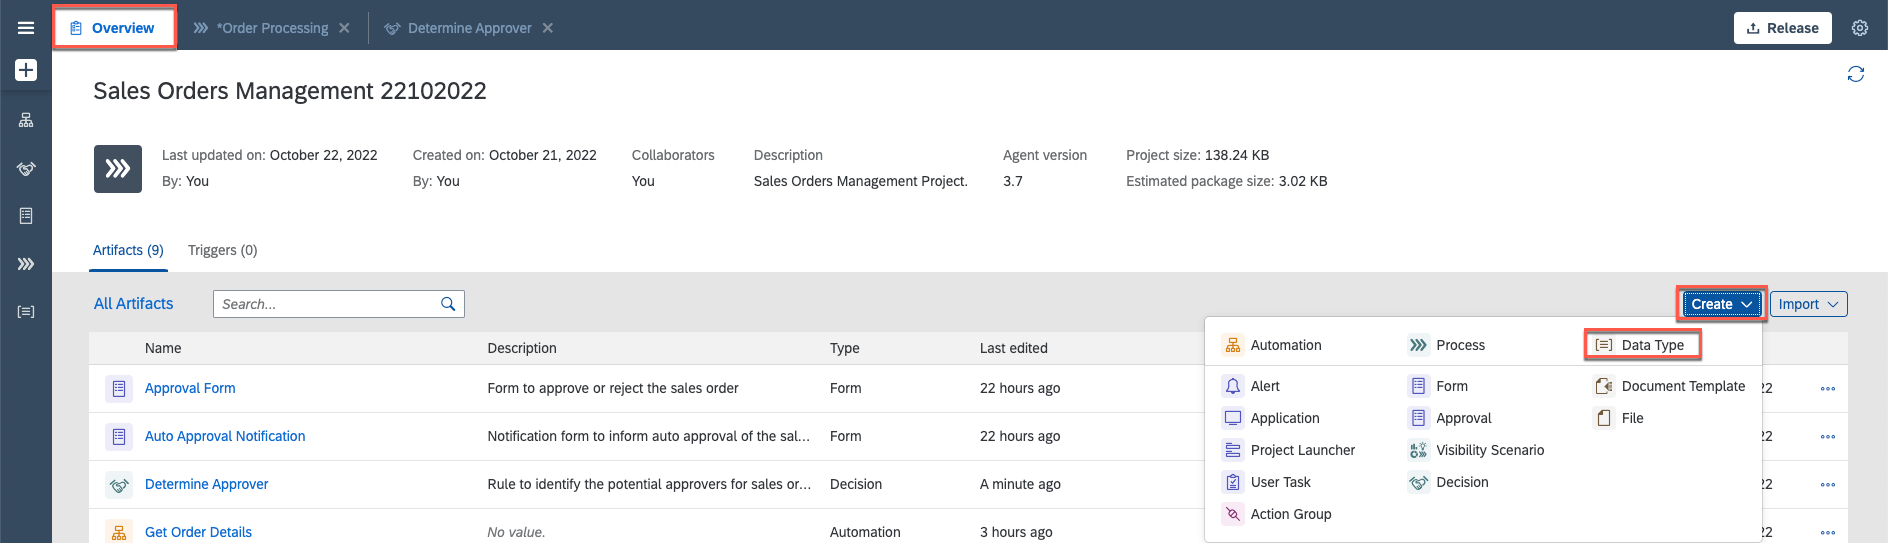 Overview
*Order Processing
Determine Approver
Release
Sales Orders Management 22102022
Last updated on: October 22, 2022
By: You
Created on: October 21, 2022
By: You
Collaborators
You
Description
Sales Orders Management Project.
Agent version
3.7
Project size: 138.24 KB
Estimated package size: 3.02 KB
Artifacts (9)
Triggers (0)
All Artifacts
Search...
Create
Import
Name
Description
Type
Last edited
Approval Form
Form to approve or reject the sales order
Form
22 hours ago
22
Auto Approval Notification
Notification form to inform auto approval of the sal...
Form
22 hours ago
22
Determine Approver
Rule to identify the potential approvers for sales or...
Decision
A minute ago
22
Get Order Details
No value.
Automation
3 hours ago
22
Automation
Process
Data Type
Alert
Form
Document Template
Application
Approval
File
Project Launcher
Visibility Scenario
User Task
Decision
Action Group